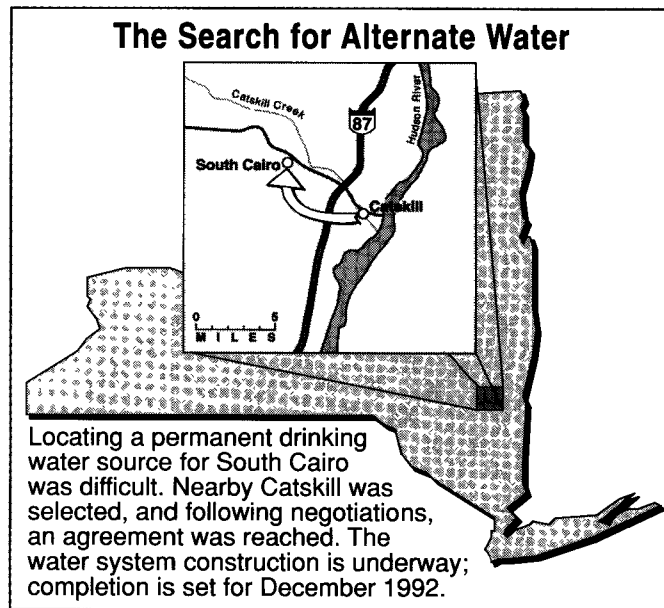 The Search for Alternate Water
Catskill Creek
87
Hudson River
South Cairo
Catskill
0 5
MILES
Locating a permanent drinking
water source for South Cairo
was difficult. Nearby Catskill was
selected, and following negotiations,
an agreement was reached. The
water system construction is underway;
completion is set for December 1992.